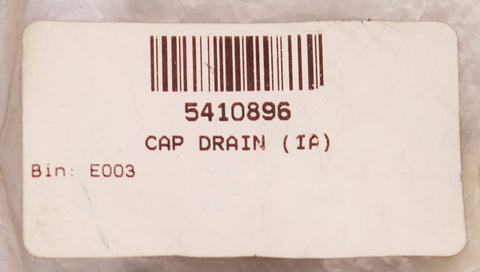 5410896
CAP DRAIN (IA)
Bin: E003